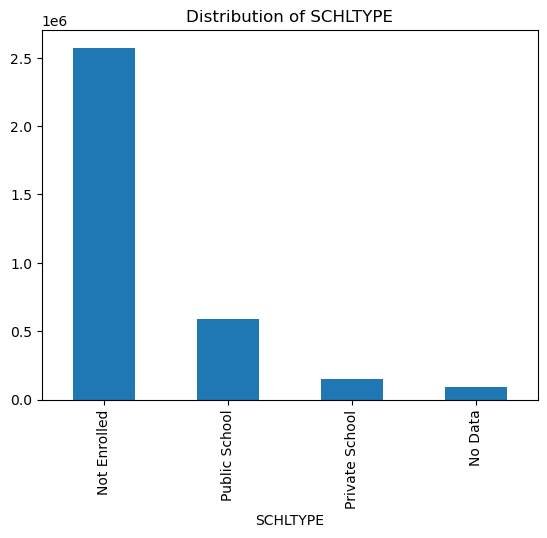 Distribution of SCHLTYPE
1e6
2.5
2.0
1.5
1.0
0.5
0.0
Not Enrolled
Public School
Private School
No Data
SCHLTYPE